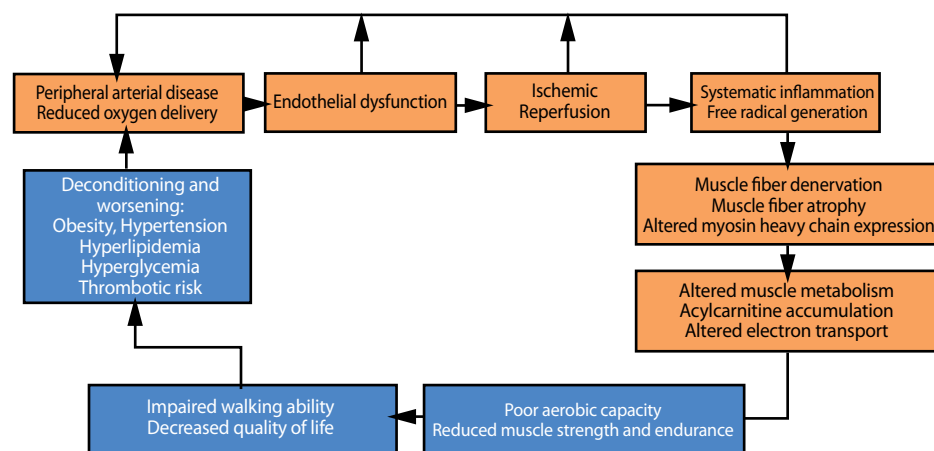 Peripheral arterial disease
Reduced oxygen delivery
Endothelial dysfunction
Ischemic
Reperfusion
Systematic inflammation
Free radical generation
Muscle fiber denervation
Muscle fiber atrophy
Altered myosin heavy chain expression
Altered muscle metabolism
Acylcarnitine accumulation
Altered electron transport
Poor aerobic capacity
Reduced muscle strength and endurance
Impaired walking ability
Decreased quality of life
Deconditioning and
worsening:
Obesity, Hypertension
Hyperlipidemia
Hyperglycemia
Thrombotic risk